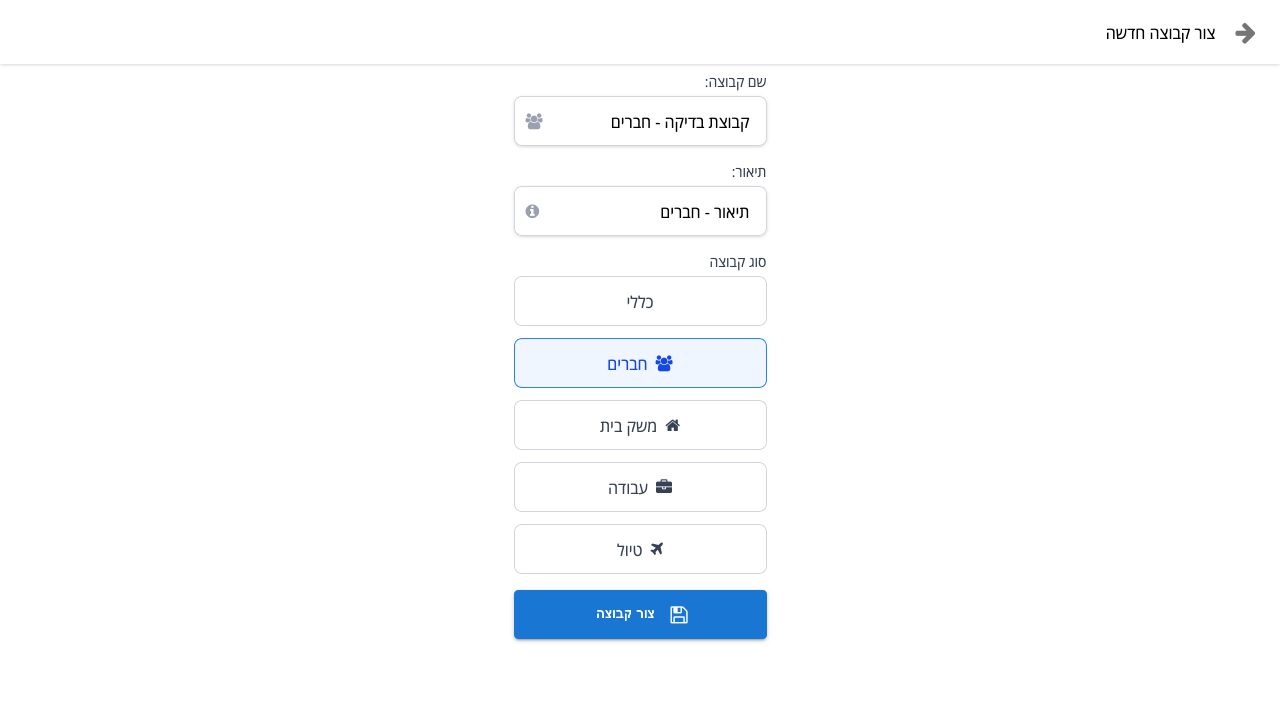 צור קבוצה חדשה
שם קבוצה:
קבוצת בדיקה - חברים
תיאור:
תיאור - חברים
סוג קבוצה
כללי
חברים
משק בית
עבודה
טיול
צור קבוצה